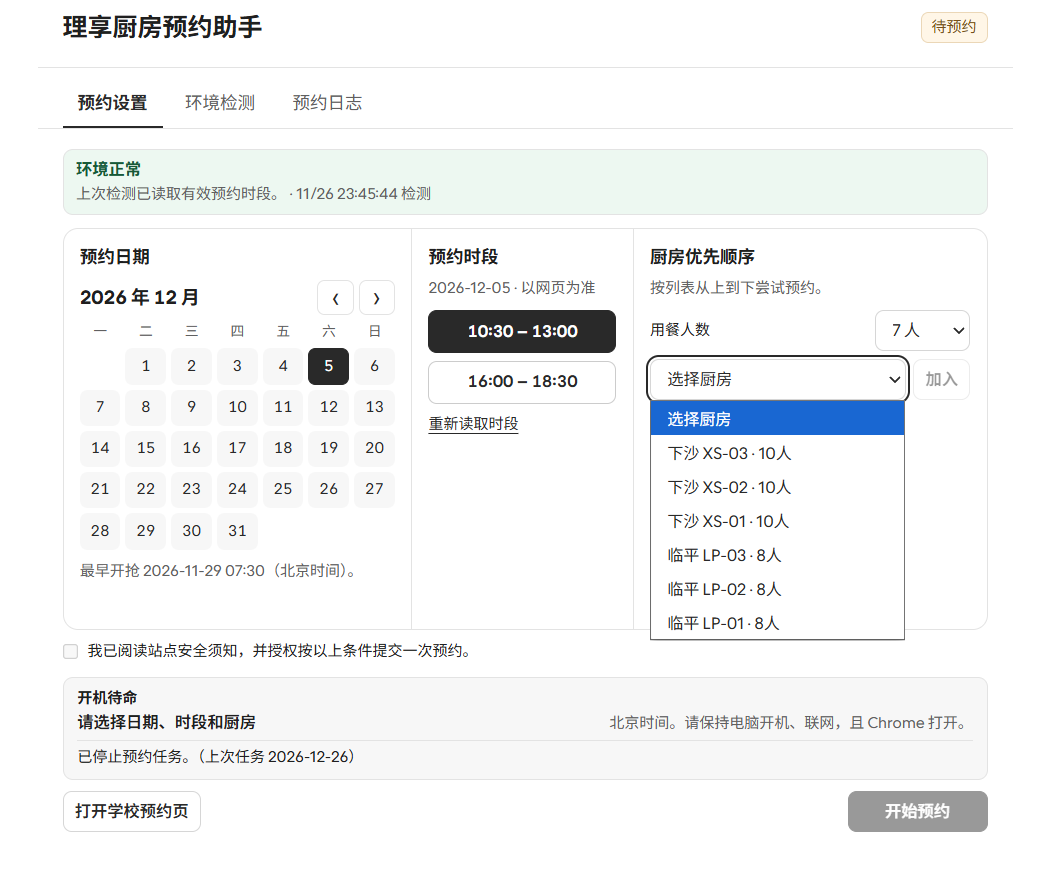 理享厨房预约助手
待预约
预约设置
环境检测
预约日志
环境正常
上次检测已读取有效预约时段。 · 11/26 23:45:44 检测
预约日期
2026 年 12 月
‹ ›
一 二 三 四 五 六 日
1 2 3 4 5 6
7 8 9 10 11 12 13
14 15 16 17 18 19 20
21 22 23 24 25 26 27
28 29 30 31
最早开抢 2026-11-29 07:30（北京时间）。
预约时段
2026-12-05 · 以网页为准
10:30 – 13:00
16:00 – 18:30
重新读取时段
厨房优先顺序
按列表从上到下尝试预约。
用餐人数
7 人
选择厨房
加入
选择厨房
下沙 XS-03 · 10人
下沙 XS-02 · 10人
下沙 XS-01 · 10人
临平 LP-03 · 8人
临平 LP-02 · 8人
临平 LP-01 · 8人
我已阅读站点安全须知，并授权按以上条件提交一次预约。
开机待命
请选择日期、时段和厨房
北京时间。请保持电脑开机、联网，且 Chrome 打开。
已停止预约任务。（上次任务 2026-12-26）
打开学校预约页
开始预约